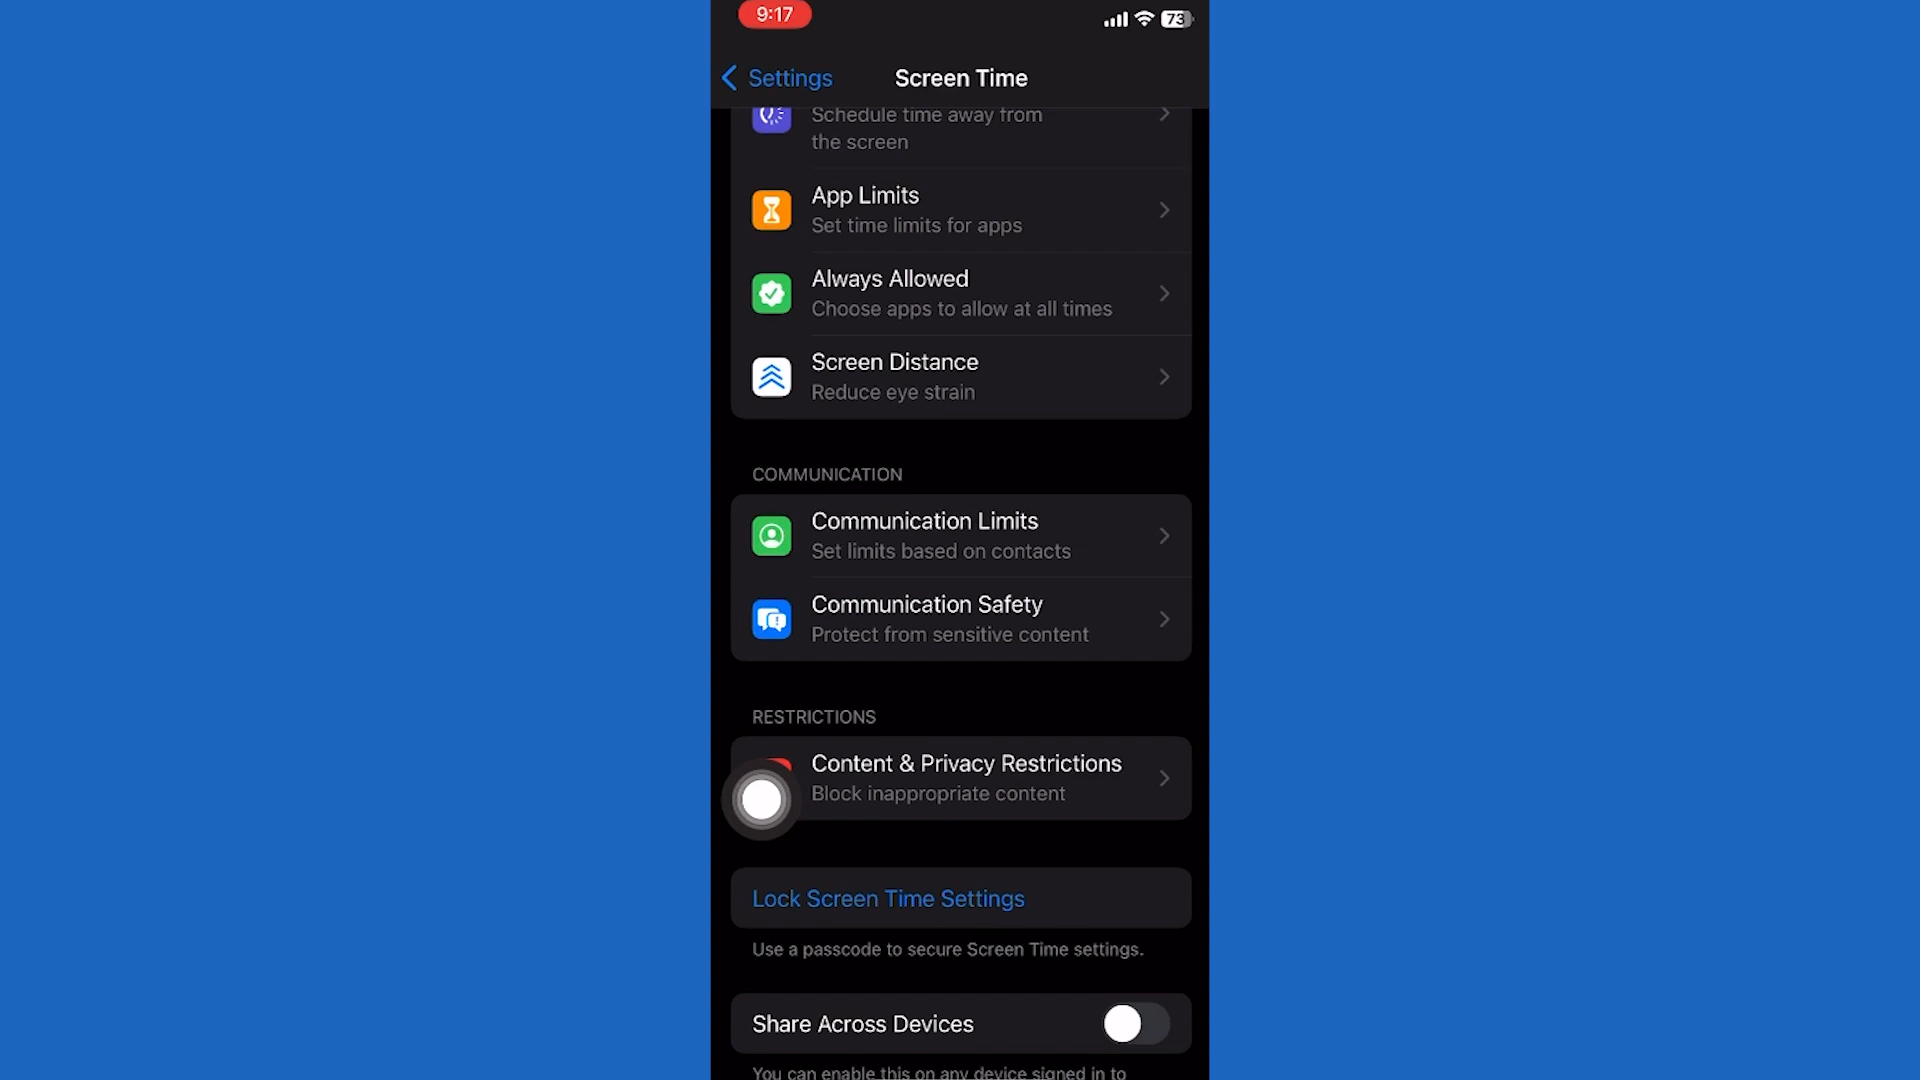 9:17
73
Settings
Screen Time
Schedule time away from
the screen
App Limits
Set time limits for apps
Always Allowed
Choose apps to allow at all times
Screen Distance
Reduce eye strain
COMMUNICATION
Communication Limits
Set limits based on contacts
Communication Safety
Protect from sensitive content
RESTRICTIONS
Content & Privacy Restrictions
Block inappropriate content
Lock Screen Time Settings
Use a passcode to secure Screen Time settings.
Share Across Devices
You can enable this on any device signed in to